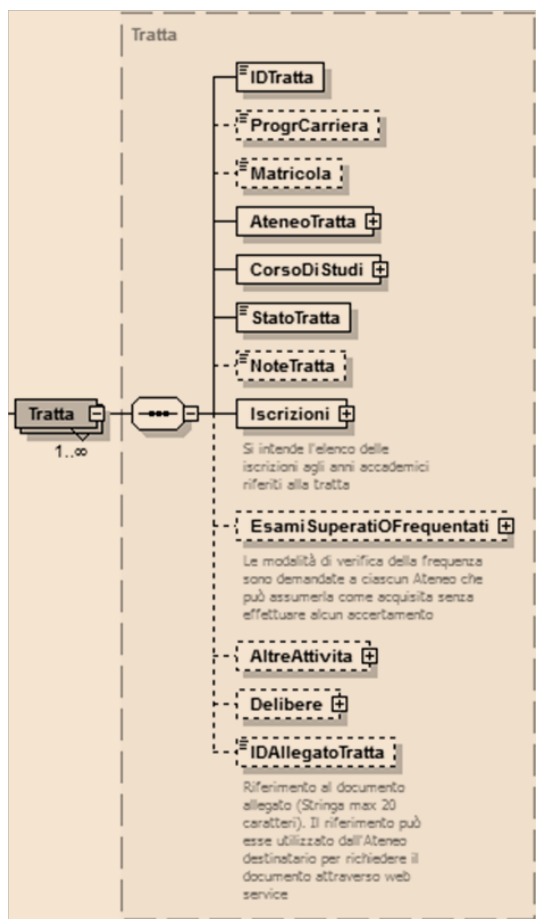 Tratta
IDTratta
ProgrCarriera
Matricola
AteneoTratta
CorsoDiStudi
StatoTratta
NoteTratta
Tratta
1..∞
Iscrizioni
Si intende l'elenco delle
iscrizioni agli anni accademici
riferiti alla tratta
EsamiSuperatiOFrequentati
Le modalità di verifica della frequenza
sono demandate a ciascun Ateneo che
può assumerla come acquisita senza
effettuare alcun accertamento
AltreAttivita
Delibere
IDAllegatoTratta
Riferimento al documento
allegato (Stringa max 20
caratteri). Il riferimento può
esse utilizzato dall'Ateneo
destinatario per richiedere il
documento attraverso web
service